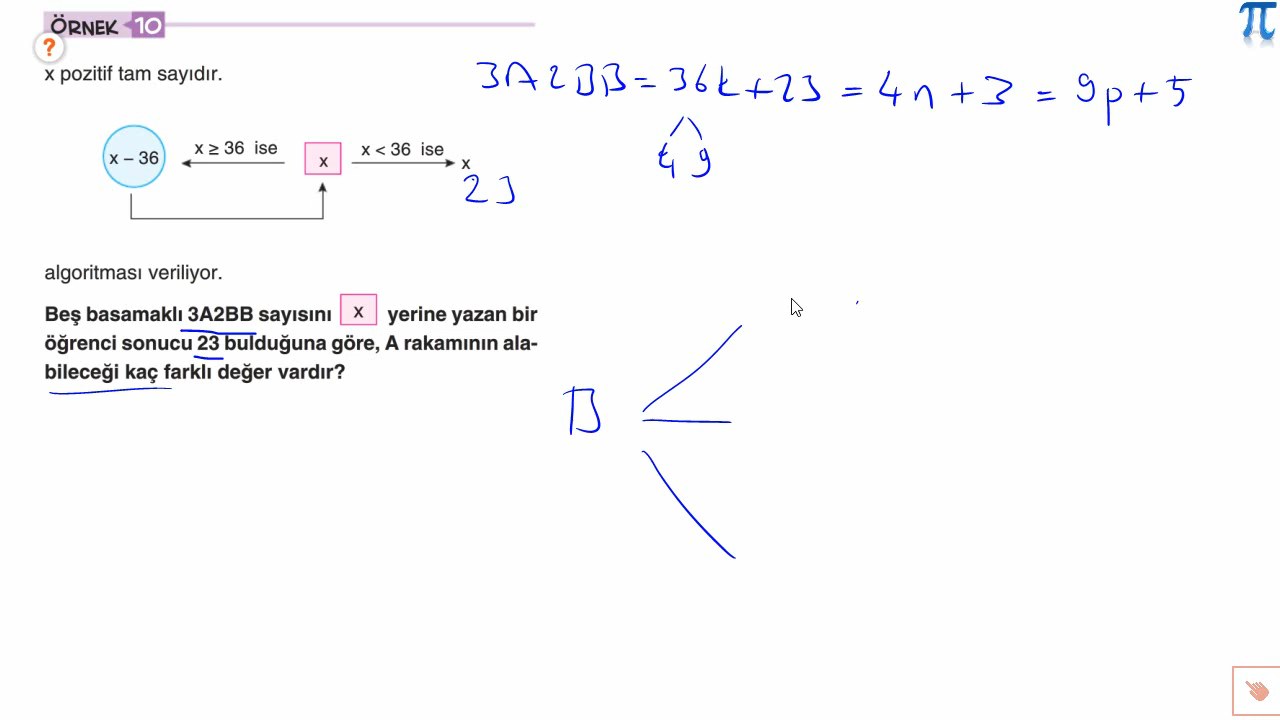 ÖRNEK 10
?
x pozitif tam sayıdır.
3A2BB = 36k + 23 = 4n + 3 = 9p + 5
4 9
x – 36
x ≥ 36 ise
x
x < 36 ise
x
23
algoritması veriliyor.
Beş basamaklı 3A2BB sayısını x yerine yazan bir
öğrenci sonucu 23 bulduğuna göre, A rakamının ala-
bileceği kaç farklı değer vardır?
B
π